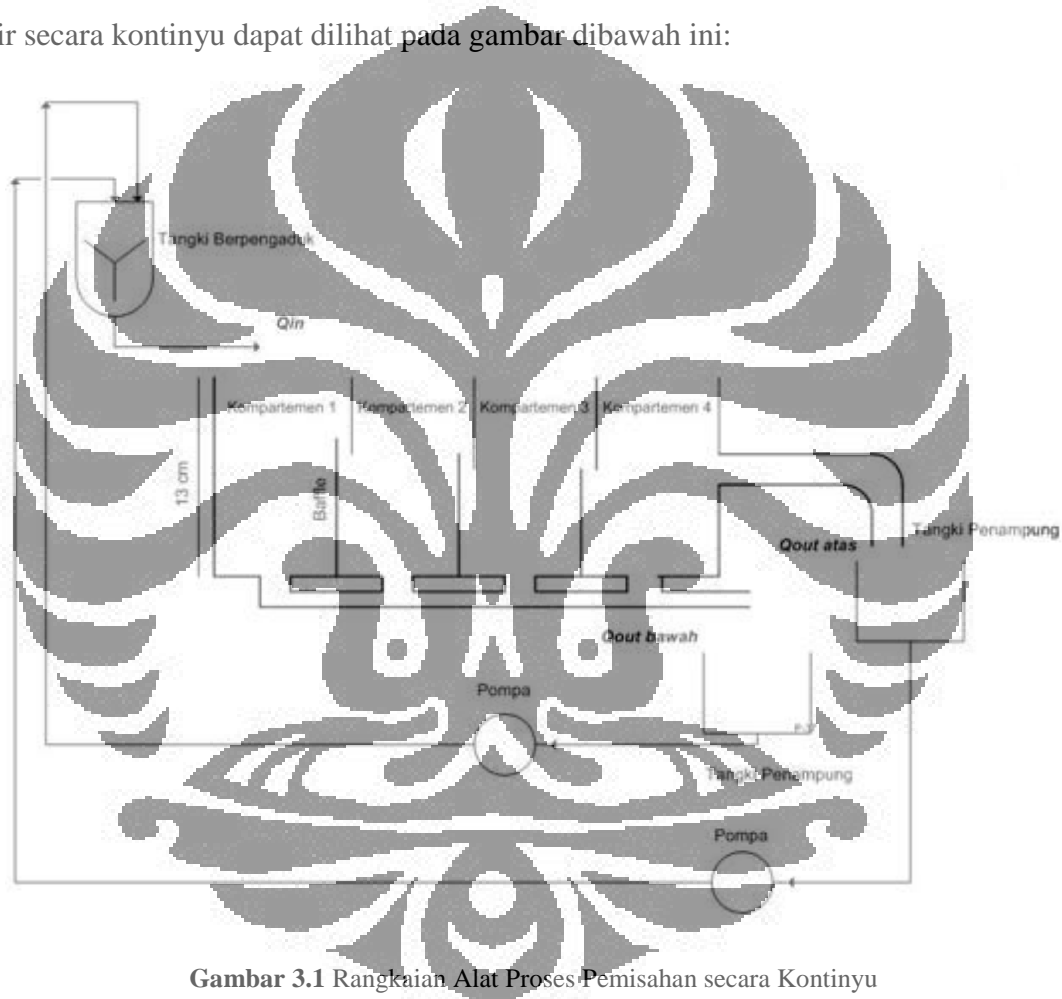 ir secara kontinyu dapat dilihat pada gambar dibawah ini:
Tangki Berpengaduk
Qin
Kompartemen 1
Kompartemen 2
Kompartemen 3
Kompartemen 4
13 cm
Baffle
Qout atas
Tangki Penampung
Qout bawah
Pompa
Tangki Penampung
Pompa
Gambar 3.1 Rangkaian Alat Proses Pemisahan secara Kontinyu